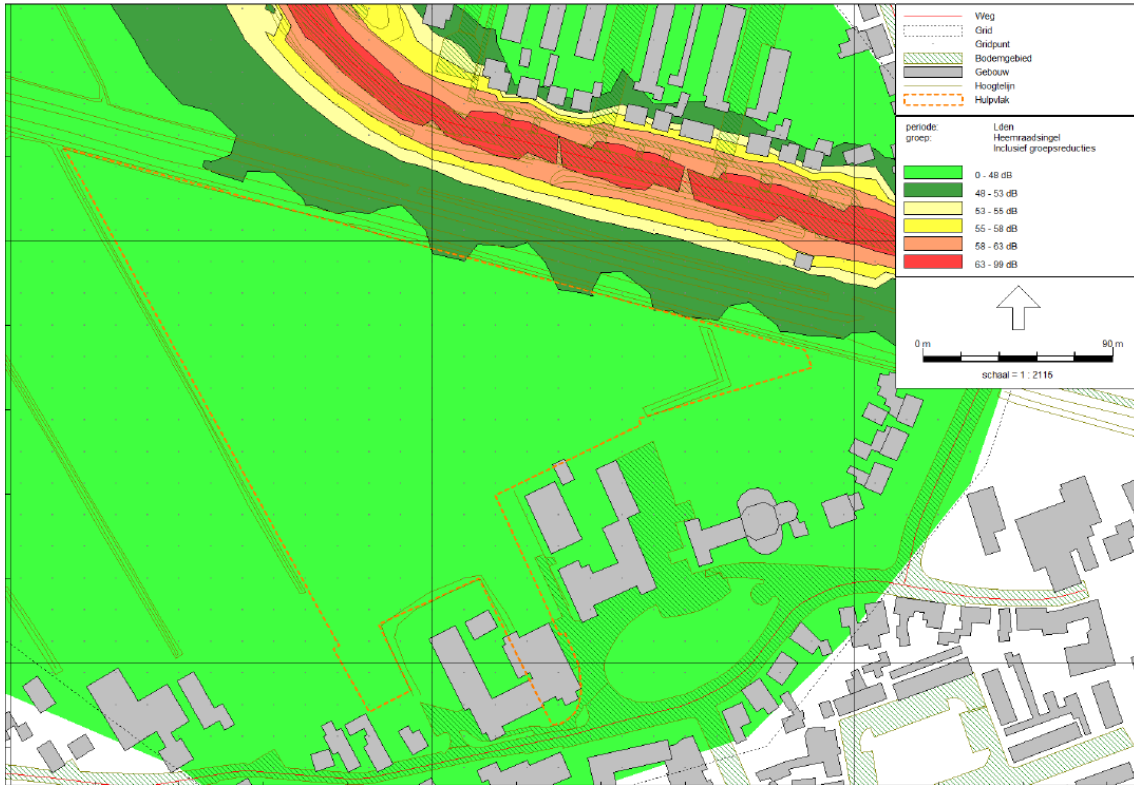 Weg
Grid
Gridpunt
Bodemgebied
Gebouw
Hoogtelijn
Hulpvlak
periode: Lden
groep: Heemraadsingel
Inclusief groepsreducties
0 - 48 dB
48 - 53 dB
53 - 55 dB
55 - 58 dB
58 - 63 dB
63 - 99 dB
0 m 90 m
schaal = 1 : 2116